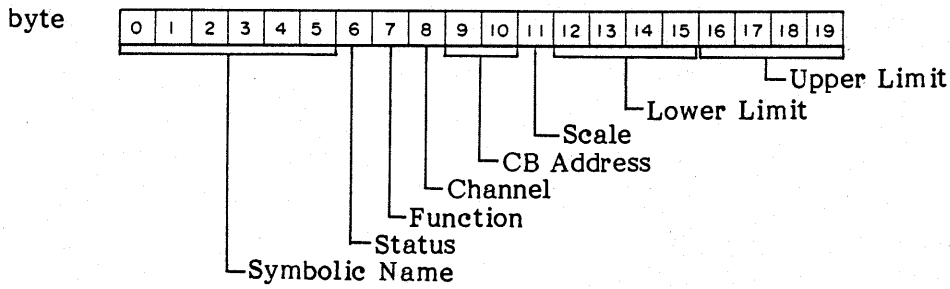 byte
0 1 2 3 4 5 6 7 8 9 10 11 12 13 14 15 16 17 18 19
Upper Limit
Lower Limit
Scale
CB Address
Channel
Function
Status
Symbolic Name